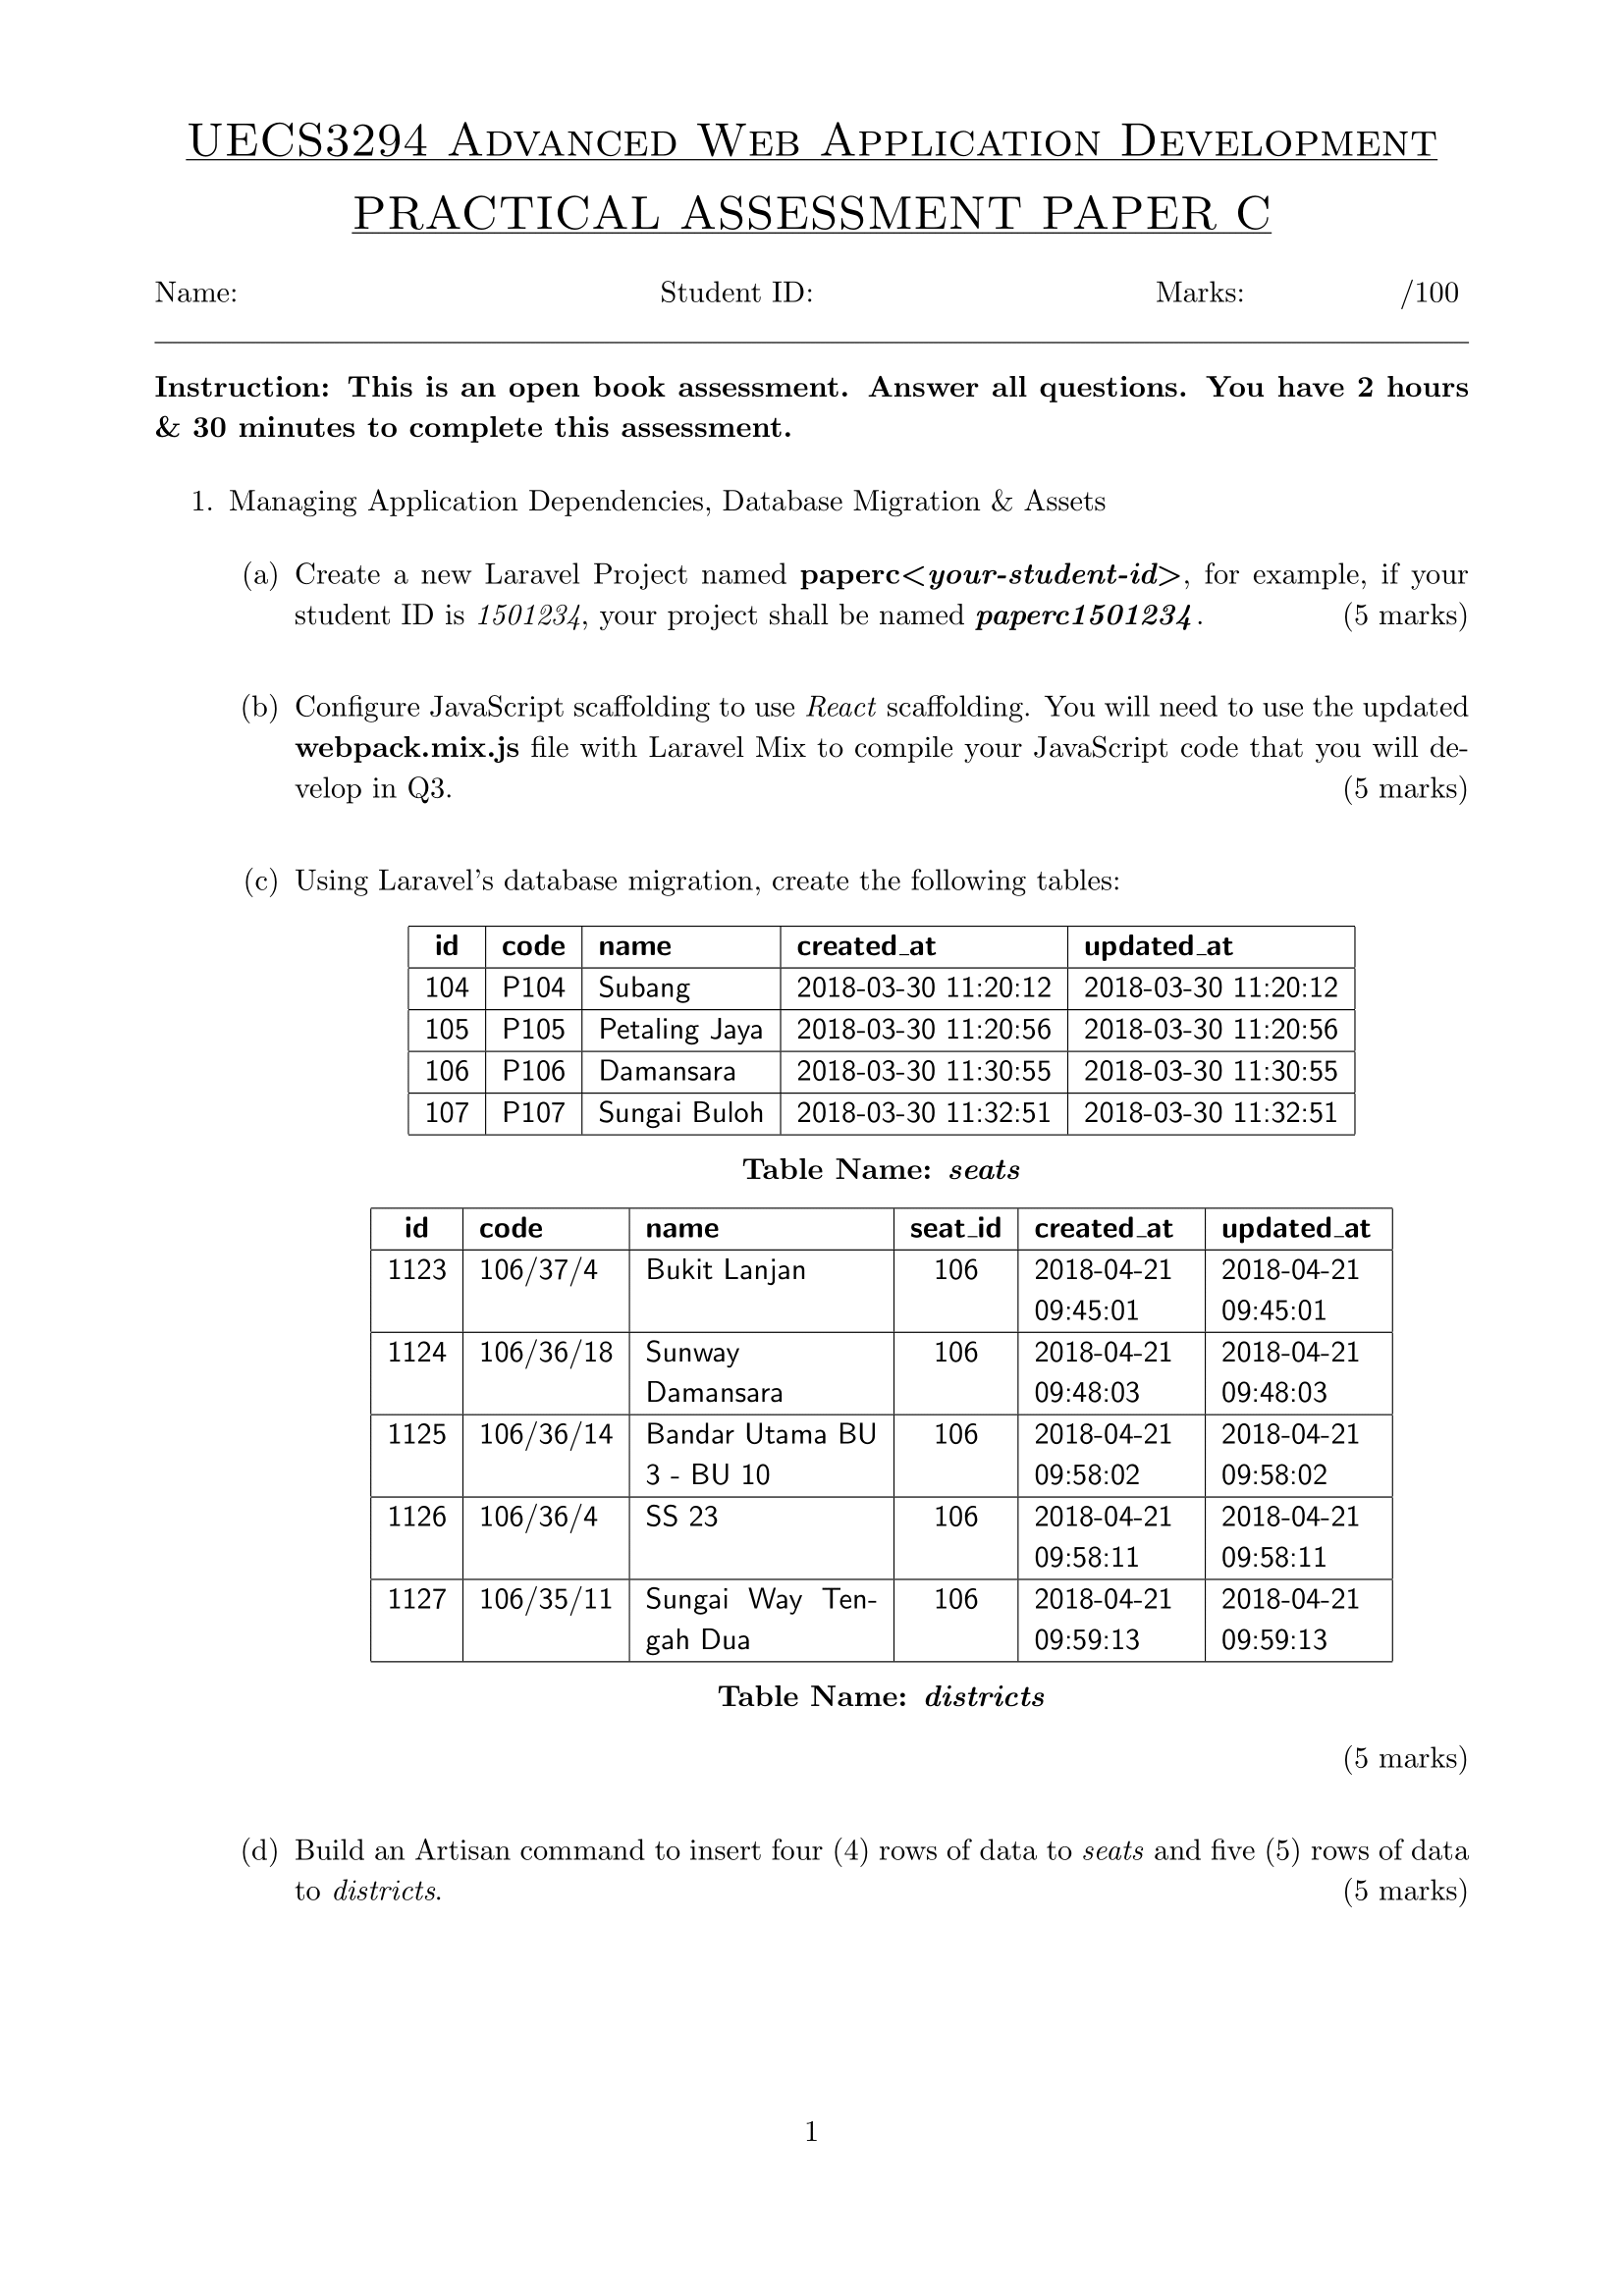 UECS3294 Advanced Web Application Development
PRACTICAL ASSESSMENT PAPER C
Name: Student ID: Marks: /100
Instruction: This is an open book assessment. Answer all questions. You have 2 hours
& 30 minutes to complete this assessment.
1. Managing Application Dependencies, Database Migration & Assets
(a) Create a new Laravel Project named paperc<your-student-id>, for example, if your
student ID is 1501234, your project shall be named paperc1501234. (5 marks)
(b) Configure JavaScript scaffolding to use React scaffolding. You will need to use the updated
webpack.mix.js file with Laravel Mix to compile your JavaScript code that you will de-
velop in Q3. (5 marks)
(c) Using Laravel's database migration, create the following tables:
id code name created_at updated_at
104 P104 Subang 2018-03-30 11:20:12 2018-03-30 11:20:12
105 P105 Petaling Jaya 2018-03-30 11:20:56 2018-03-30 11:20:56
106 P106 Damansara 2018-03-30 11:30:55 2018-03-30 11:30:55
107 P107 Sungai Buloh 2018-03-30 11:32:51 2018-03-30 11:32:51
Table Name: seats
id code name seat_id created_at updated_at
1123 106/37/4 Bukit Lanjan 106 2018-04-21 2018-04-21
09:45:01 09:45:01
1124 106/36/18 Sunway 106 2018-04-21 2018-04-21
Damansara 09:48:03 09:48:03
1125 106/36/14 Bandar Utama BU 106 2018-04-21 2018-04-21
3 - BU 10 09:58:02 09:58:02
1126 106/36/4 SS 23 106 2018-04-21 2018-04-21
09:58:11 09:58:11
1127 106/35/11 Sungai Way Ten- 106 2018-04-21 2018-04-21
gah Dua 09:59:13 09:59:13
Table Name: districts
(5 marks)
(d) Build an Artisan command to insert four (4) rows of data to seats and five (5) rows of data
to districts. (5 marks)
1